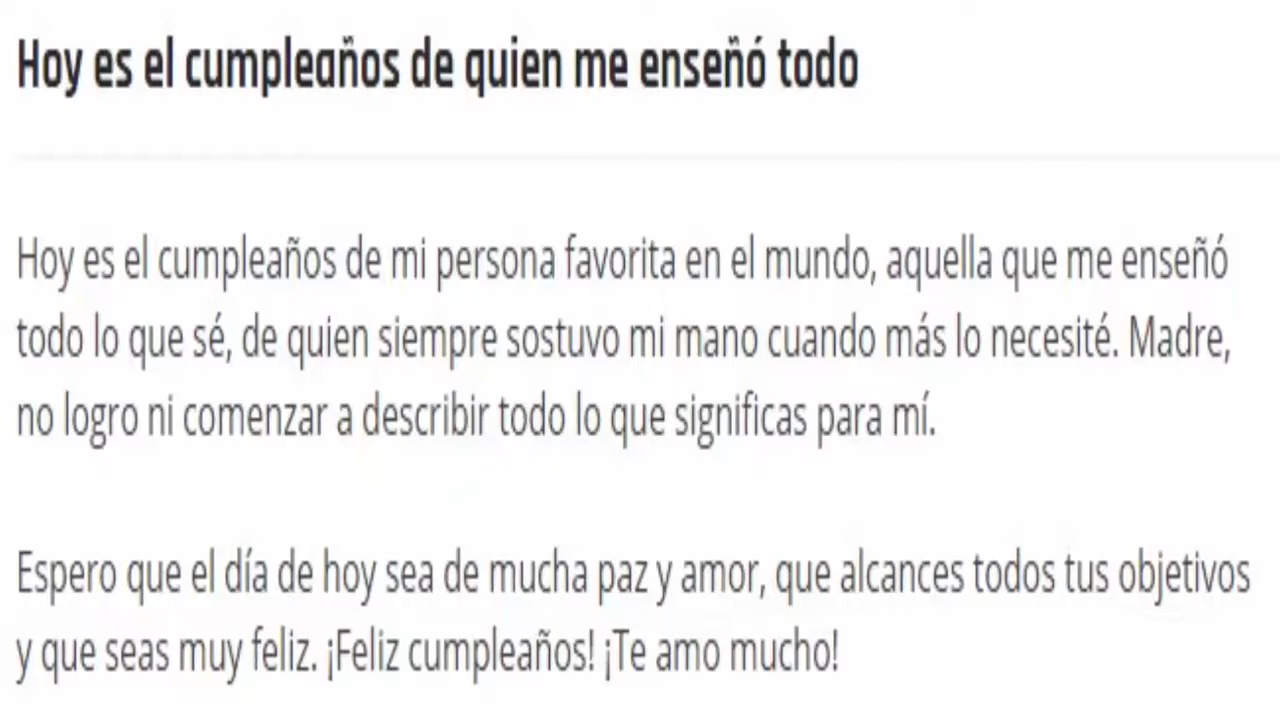 Hoy es el cumpleaños de quien me enseñó todo
Hoy es el cumpleaños de mi persona favorita en el mundo, aquella que me enseñó
todo lo que sé, de quien siempre sostuvo mi mano cuando más lo necesité. Madre,
no logro ni comenzar a describir todo lo que significas para mí.
Espero que el día de hoy sea de mucha paz y amor, que alcances todos tus objetivos
y que seas muy feliz. ¡Feliz cumpleaños! ¡Te amo mucho!